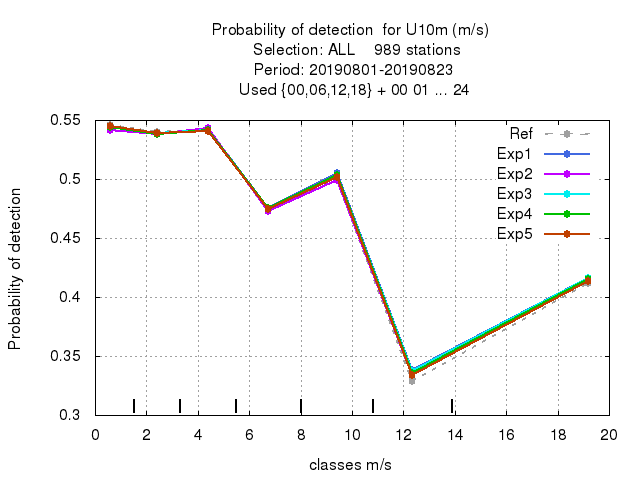 Probability of detection  for U10m (m/s)
Selection: ALL    989 stations
Period: 20190801-20190823
Used {00,06,12,18} + 00 01 ... 24
Probability of detection
0.55
0.5
0.45
0.4
0.35
0.3
Ref
Exp1
Exp2
Exp3
Exp4
Exp5
0 2 4 6 8 10 12 14 16 18 20
classes m/s